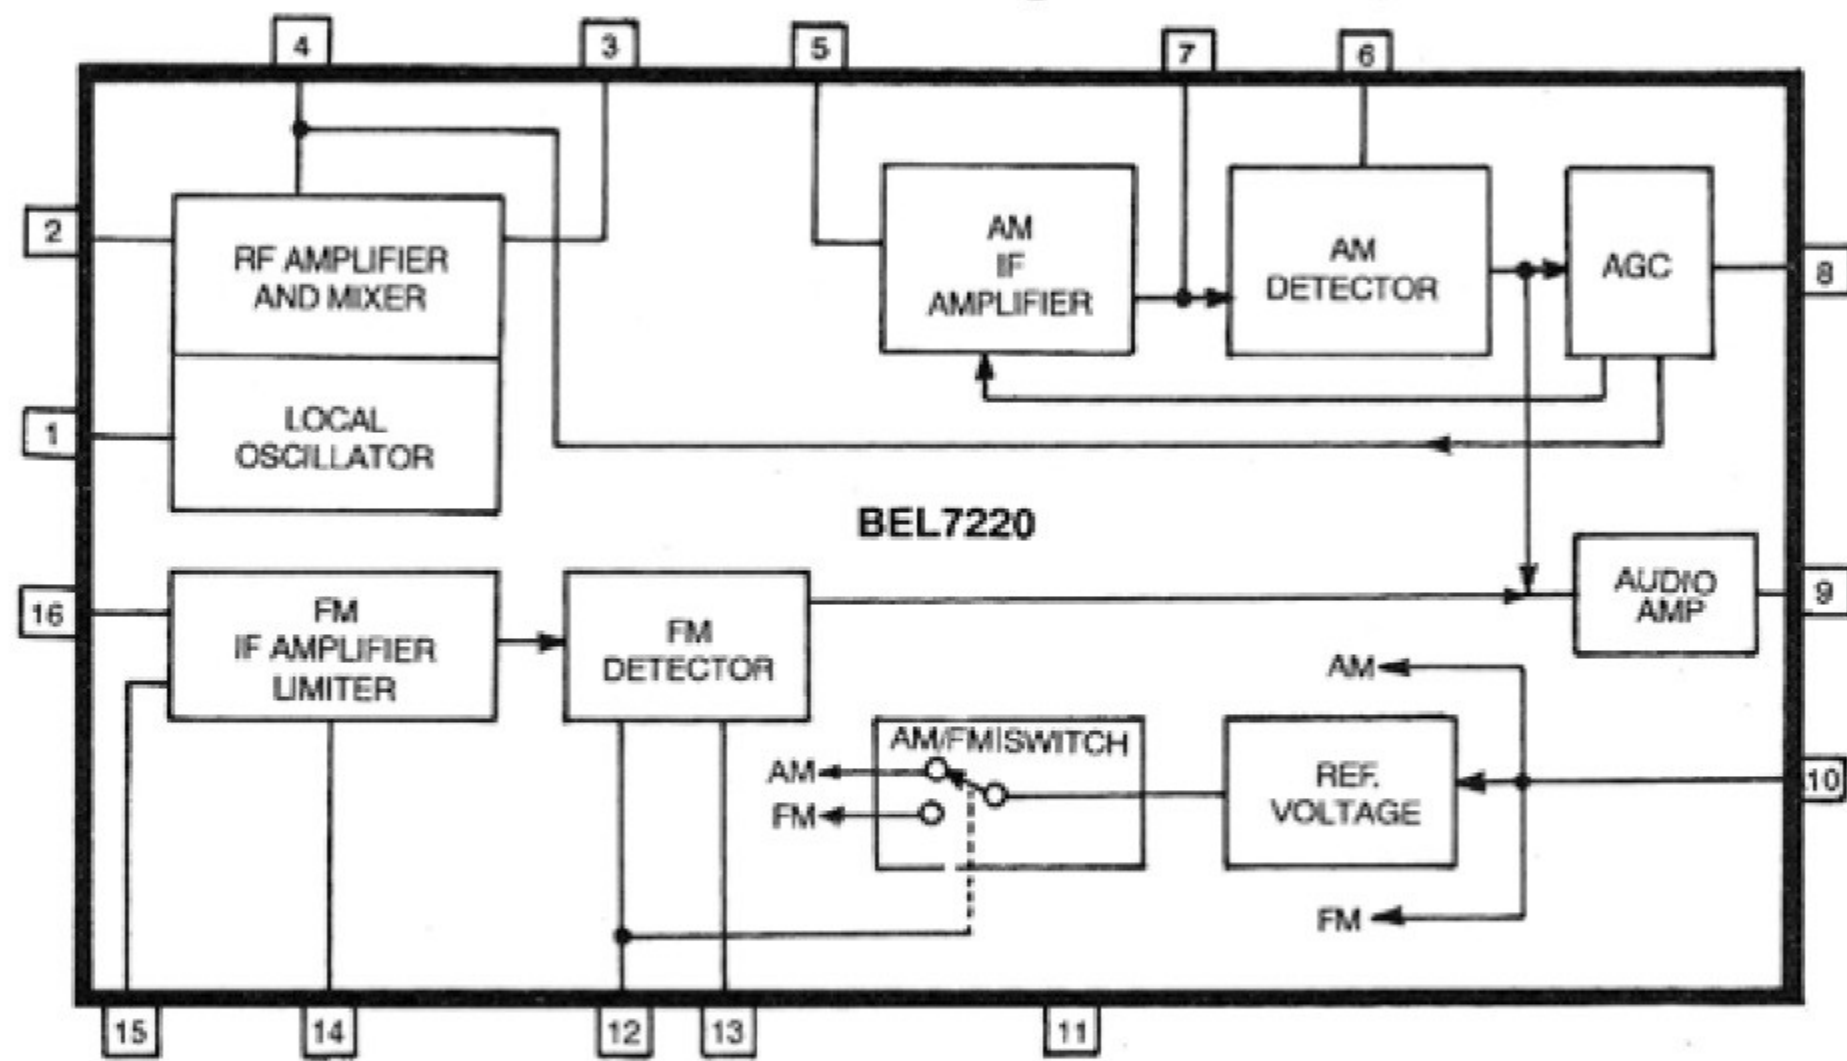 4
3
5
7
6
2
RF AMPLIFIER
AND MIXER
AM
IF
AMPLIFIER
AM
DETECTOR
AGC
8
1
LOCAL
OSCILLATOR
BEL7220
16
FM
IF AMPLIFIER
LIMITER
FM
DETECTOR
AUDIO
AMP
9
AM
AM/FM|SWITCH
AM
FM
REF.
VOLTAGE
10
FM
15
14
12
13
11